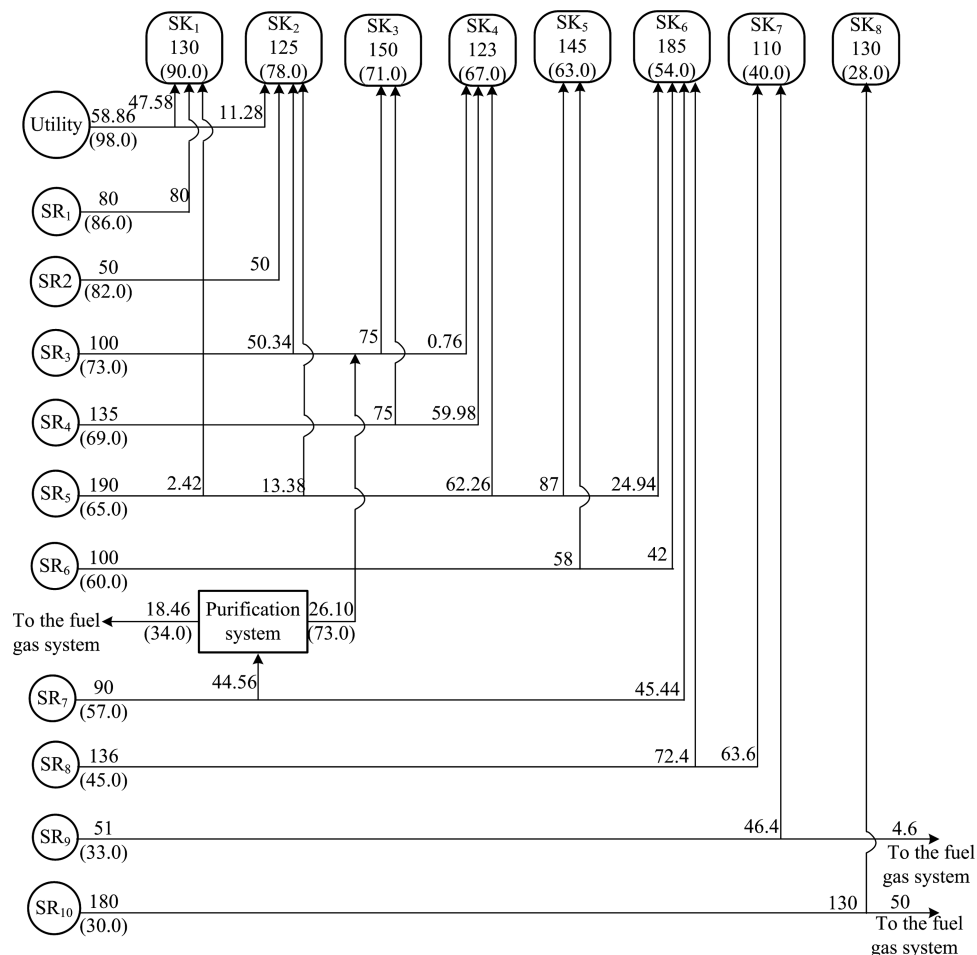 SK1 SK2 SK3 SK4 SK5 SK6 SK7 SK8
130 125 150 123 145 185 110 130
(90.0) (78.0) (71.0) (67.0) (63.0) (54.0) (40.0) (28.0)
Utility 58.86 47.58 11.28
(98.0)
SR1 80 80
(86.0)
SR2 50 50
(82.0)
SR3 100 50.34 75 0.76
(73.0)
SR4 135 75 59.98
(69.0)
SR5 190 2.42 13.38 62.26 87 24.94
(65.0)
SR6 100 58 42
(60.0)
To the fuel
gas system
18.46
(34.0)
Purification
system
26.10
(73.0)
44.56
SR7 90 45.44
(57.0)
SR8 136 72.4 63.6
(45.0)
SR9 51 46.4 4.6
(33.0)
To the fuel
gas system
SR10 180 130 50
(30.0)
To the fuel
gas system